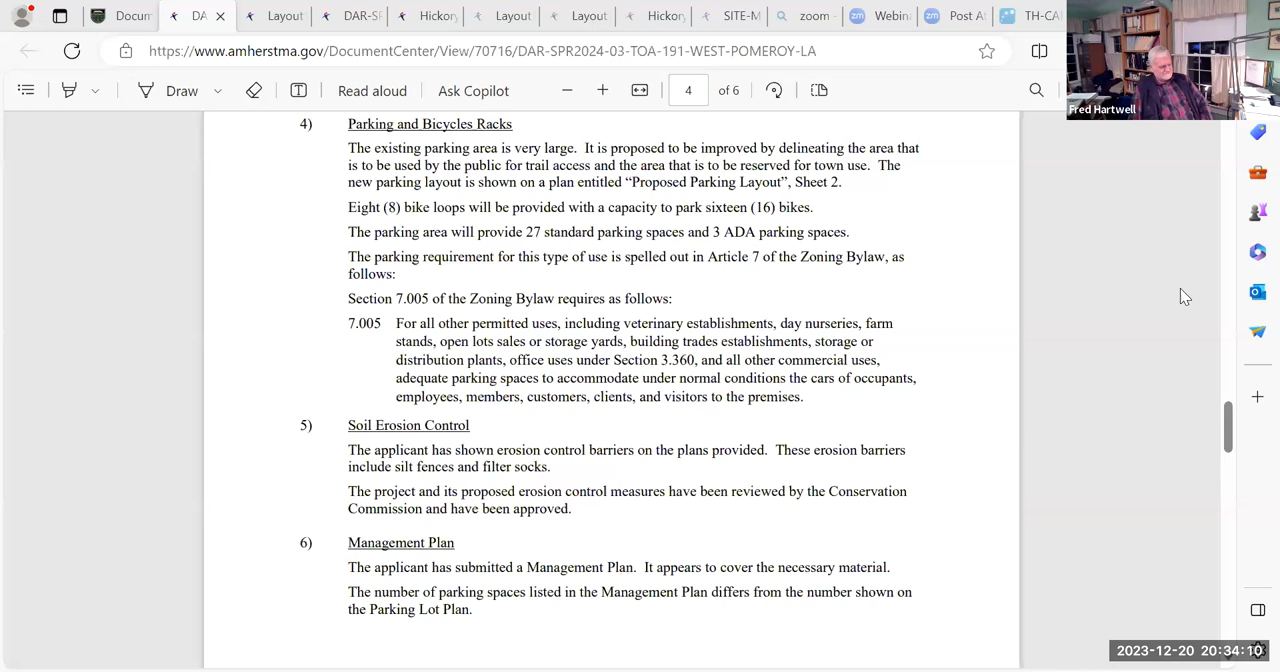 Docum
DA
Layout
DAR-SF
Hickory
Layout
Layout
Hickory
SITE-M
zoom
Webina
Post At
TH-CA
https://www.amherstma.gov/DocumentCenter/View/70716/DAR-SPR2024-03-TOA-191-WEST-POMEROY-LA
Draw
Read aloud
Ask Copilot
4 of 6
Fred Hartwell
4) Parking and Bicycles Racks
The existing parking area is very large. It is proposed to be improved by delineating the area that
is to be used by the public for trail access and the area that is to be reserved for town use. The
new parking layout is shown on a plan entitled “Proposed Parking Layout”, Sheet 2.
Eight (8) bike loops will be provided with a capacity to park sixteen (16) bikes.
The parking area will provide 27 standard parking spaces and 3 ADA parking spaces.
The parking requirement for this type of use is spelled out in Article 7 of the Zoning Bylaw, as
follows:
Section 7.005 of the Zoning Bylaw requires as follows:
7.005 For all other permitted uses, including veterinary establishments, day nurseries, farm
stands, open lots sales or storage yards, building trades establishments, storage or
distribution plants, office uses under Section 3.360, and all other commercial uses,
adequate parking spaces to accommodate under normal conditions the cars of occupants,
employees, members, customers, clients, and visitors to the premises.
5) Soil Erosion Control
The applicant has shown erosion control barriers on the plans provided. These erosion barriers
include silt fences and filter socks.
The project and its proposed erosion control measures have been reviewed by the Conservation
Commission and have been approved.
6) Management Plan
The applicant has submitted a Management Plan. It appears to cover the necessary material.
The number of parking spaces listed in the Management Plan differs from the number shown on
the Parking Lot Plan.
2023-12-20 20:34:10